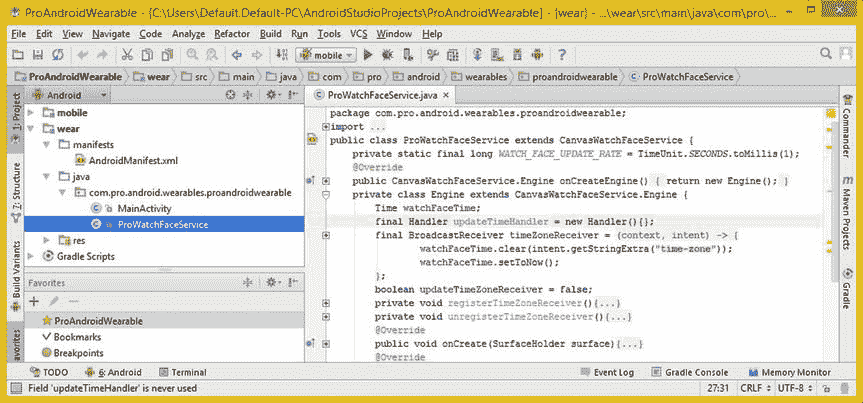 ProAndroidWearable - [C:\Users\Default.Default-PC\AndroidStudioProjects\ProAndroidWearable] - [wear] - ...\wear\src\main\java\com\pro\...
File Edit View Navigate Code Analyze Refactor Build Run Tools VCS Window Help
mobile
ProAndroidWearable wear src main java com pro android wearables proandroidwearable ProWatchFaceService
1: Project
7: Structure
Build Variants
Favorites
Android
mobile
wear
manifests
AndroidManifest.xml
java
com.pro.android.wearables.proandroidwearable
MainActivity
ProWatchFaceService
res
Gradle Scripts
Favorites
ProAndroidWearable
Bookmarks
Breakpoints
ProWatchFaceService.java
package com.pro.android.wearables.proandroidwearable;
import ...
public class ProWatchFaceService extends CanvasWatchFaceService {
private static final long WATCH_FACE_UPDATE_RATE = TimeUnit.SECONDS.toMillis(1);
@Override
public CanvasWatchFaceService.Engine onCreateEngine() { return new Engine(); }
private class Engine extends CanvasWatchFaceService.Engine {
Time watchFaceTime;
final Handler updateTimeHandler = new Handler(){};
final BroadcastReceiver timeZoneReceiver = (context, intent) -> {
watchFaceTime.clear(intent.getStringExtra("time-zone"));
watchFaceTime.setToNow();
};
boolean updateTimeZoneReceiver = false;
private void registerTimeZoneReceiver(){...}
private void unregisterTimeZoneReceiver(){...}
@Override
public void onCreate(SurfaceHolder surface){...}
@Override
Commander
Maven Projects
Gradle
TODO 6: Android Terminal Event Log Gradle Console Memory Monitor
Field 'updateTimeHandler' is never used 27:31 CRLF UTF-8